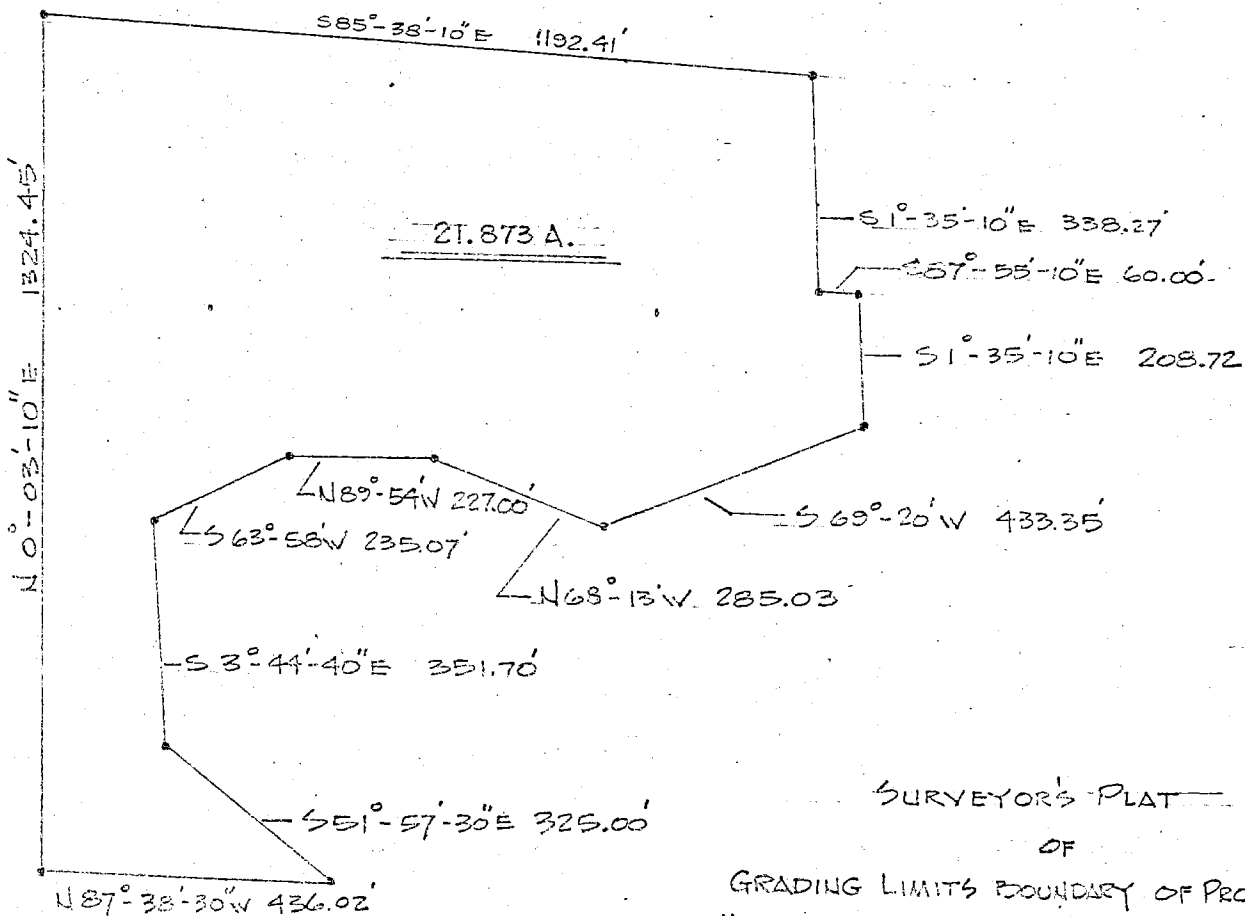 S85°-38'-10"E 1192.41'
N 0°-03'-10"E 1324.45'
21.873 A.
S 1°-35'-10"E 338.27'
S87°-55'-10"E 60.00'
S 1°-35'-10"E 208.72
N89°-54'W 227.00'
S 63°-58'W 235.07'
S 69°-20'W 433.35'
N68°-13'W 285.03
S 3°-44'-40"E 351.70'
S51°-57'-30"E 325.00'
N87°-38'-30"W 436.02'
SURVEYOR'S PLAT
OF
GRADING LIMITS BOUNDARY OF PRO